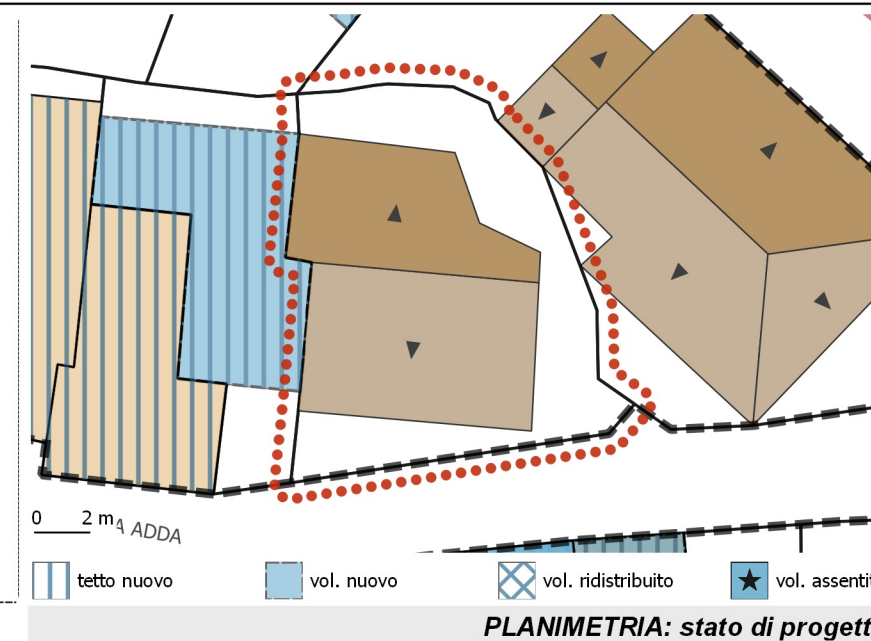 0 2 m
A ADDA
tetto nuovo
vol. nuovo
vol. ridistribuito
vol. assentit
PLANIMETRIA: stato di progett